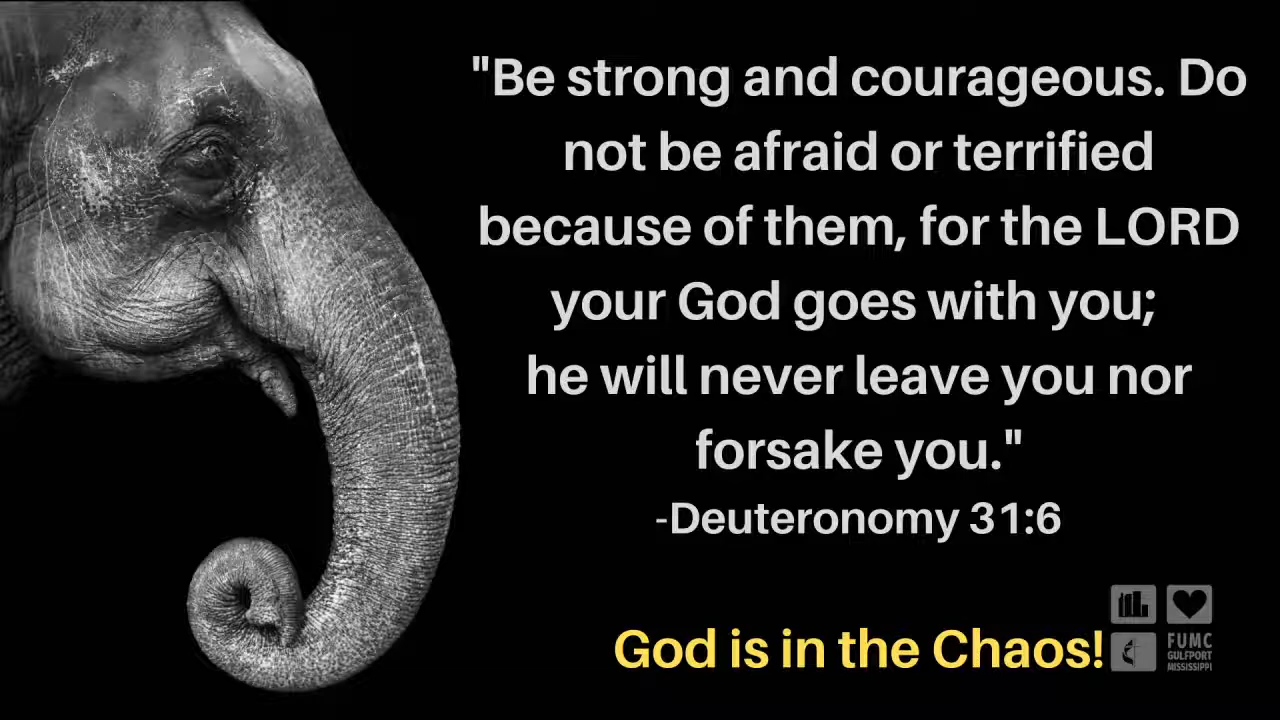 "Be strong and courageous. Do
not be afraid or terrified
because of them, for the LORD
your God goes with you;
he will never leave you nor
forsake you."
-Deuteronomy 31:6
God is in the Chaos!
FUMC
GULFPORT
MISSISSIPPI